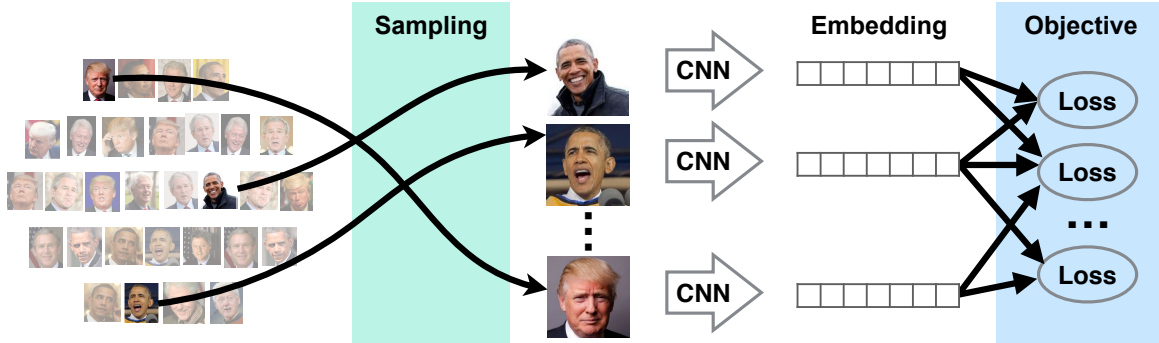 Sampling
Embedding
Objective
CNN
Loss
CNN
Loss
...
CNN
Loss